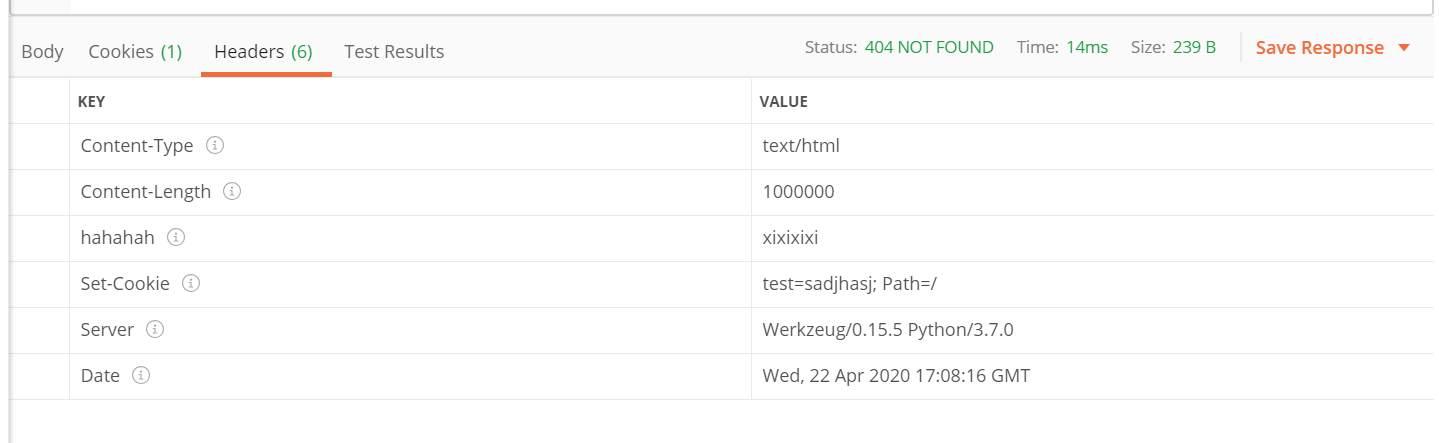 Body Cookies (1) Headers (6) Test Results Status: 404 NOT FOUND Time: 14ms Size: 239 B Save Response
KEY VALUE
Content-Type text/html
Content-Length 1000000
hahahah xixixixi
Set-Cookie test=sadjhasj; Path=/
Server Werkzeug/0.15.5 Python/3.7.0
Date Wed, 22 Apr 2020 17:08:16 GMT